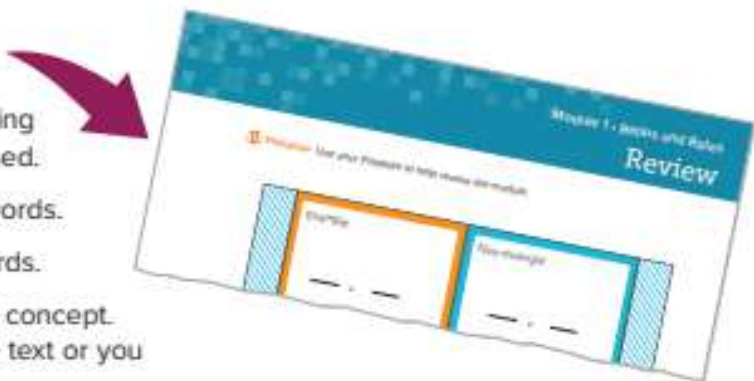 ing
ed.
ords.
rds.
concept.
text or you
Module 1 • Ratios and Rates
Review
Foldables Use your Foldable to help review the module.
Example
Non-Example